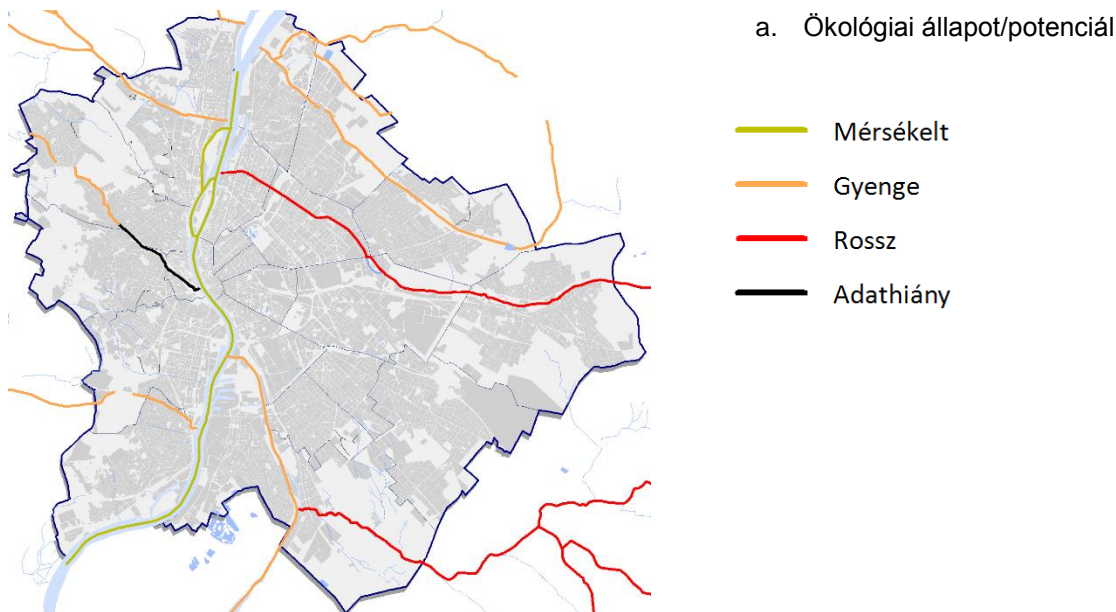 a. Ökológiai állapot/potenciál
Mérsékelt
Gyenge
Rossz
Adathiány